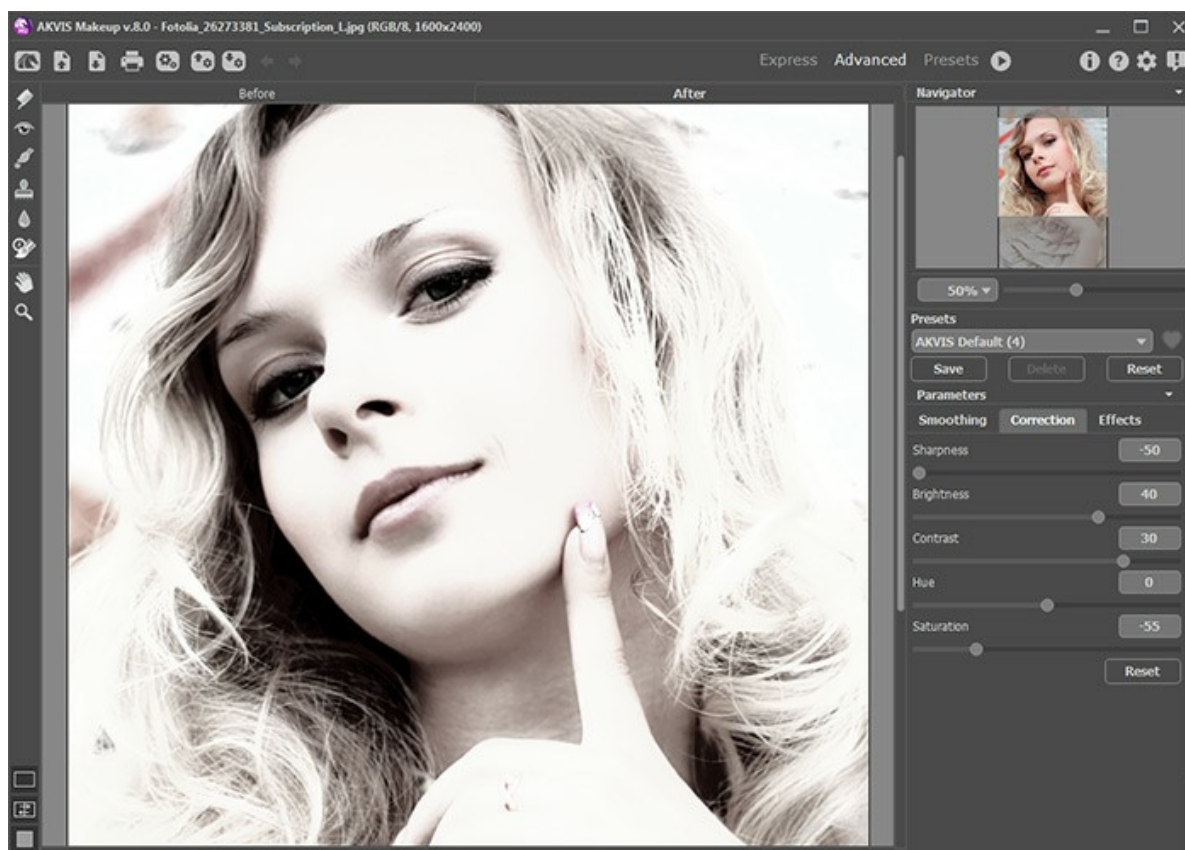 AKVIS Makeup v.8.0 - Fotolia_26273381_Subscription_L.jpg (RGB/8, 1600x2400)
Express Advanced Presets
Before After Navigator
50%
Presets
AKVIS Default (4)
Save Delete Reset
Parameters
Smoothing Correction Effects
Sharpness -50
Brightness 40
Contrast 30
Hue 0
Saturation -55
Reset